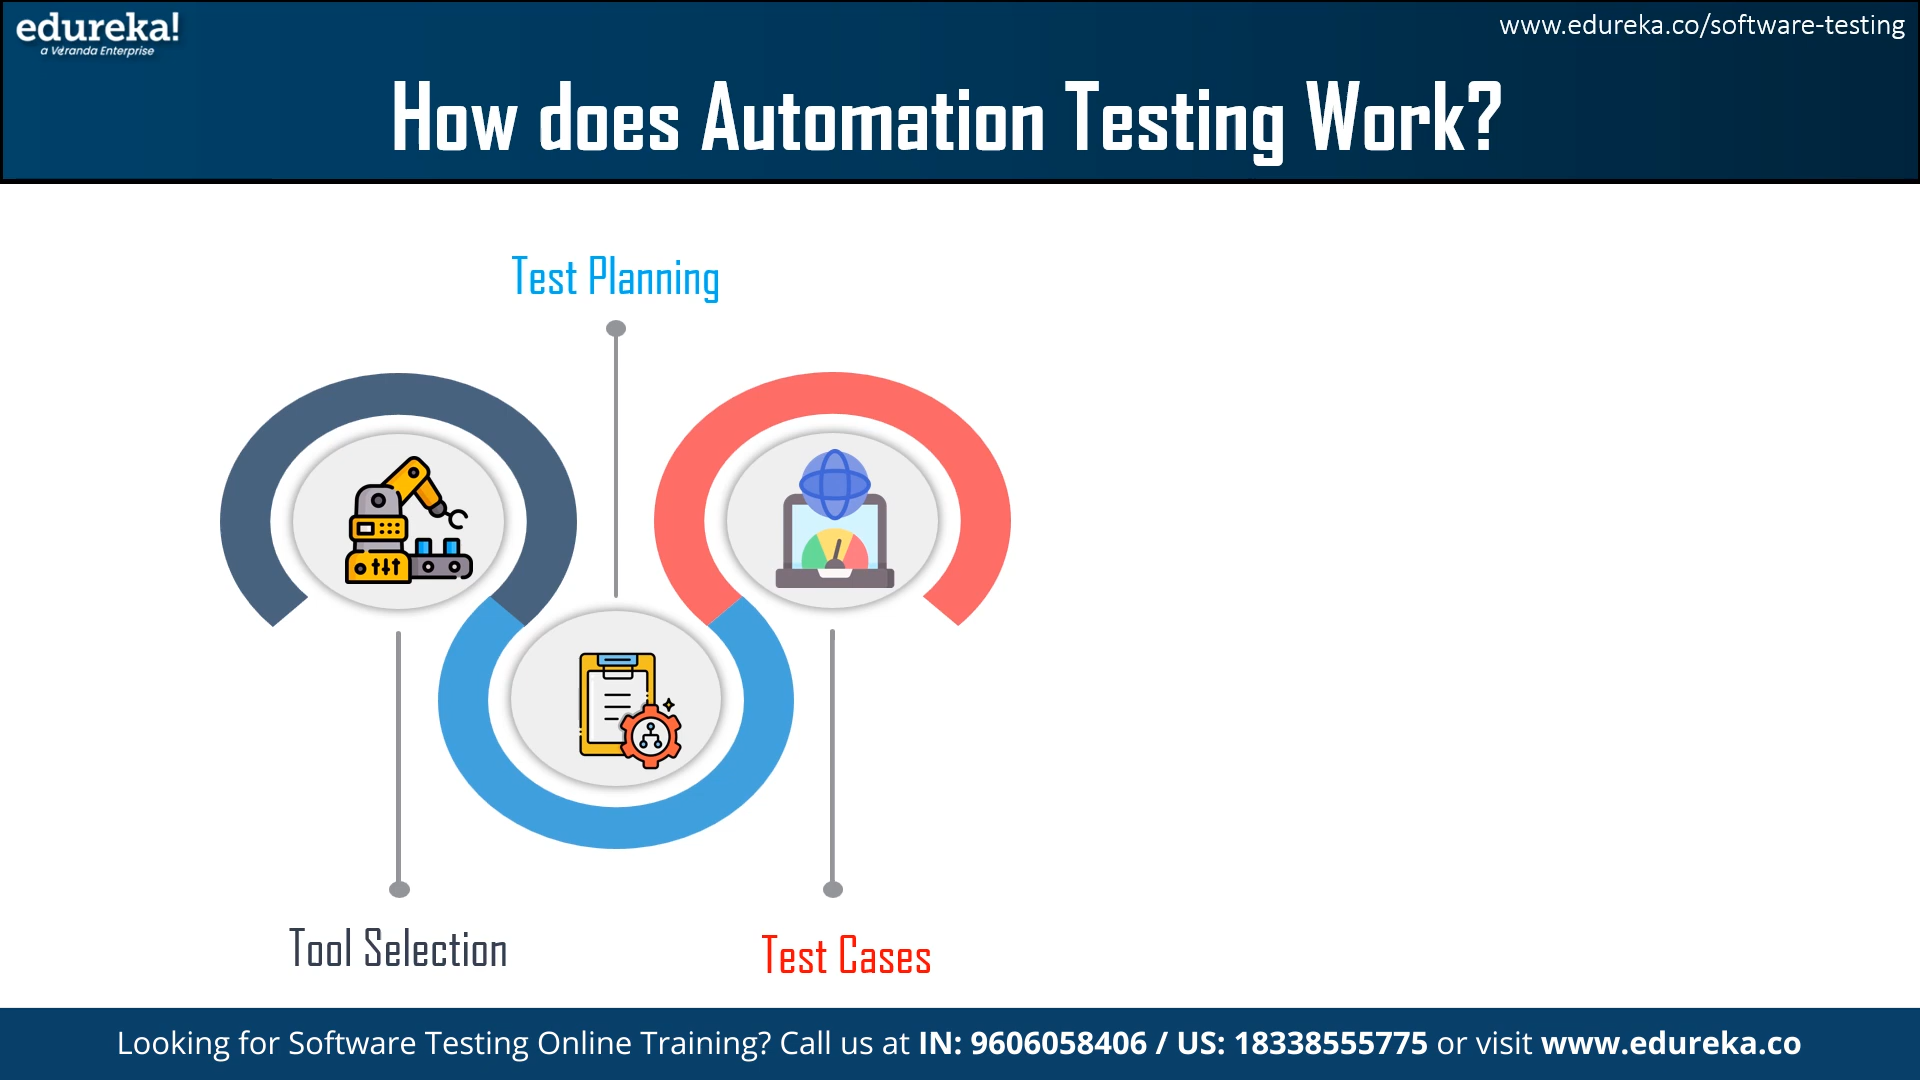 edureka!
a Veranda Enterprise
www.edureka.co/software-testing
How does Automation Testing Work?
Test Planning
Tool Selection
Test Cases
Looking for Software Testing Online Training? Call us at IN: 9606058406 / US: 18338555775 or visit www.edureka.co